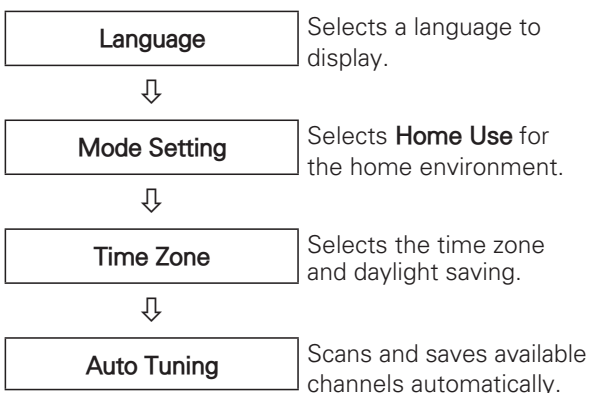 Language
Selects a language to
display.
⇩
Mode Setting
Selects Home Use for
the home environment.
⇩
Time Zone
Selects the time zone
and daylight saving.
⇩
Auto Tuning
Scans and saves available
channels automatically.